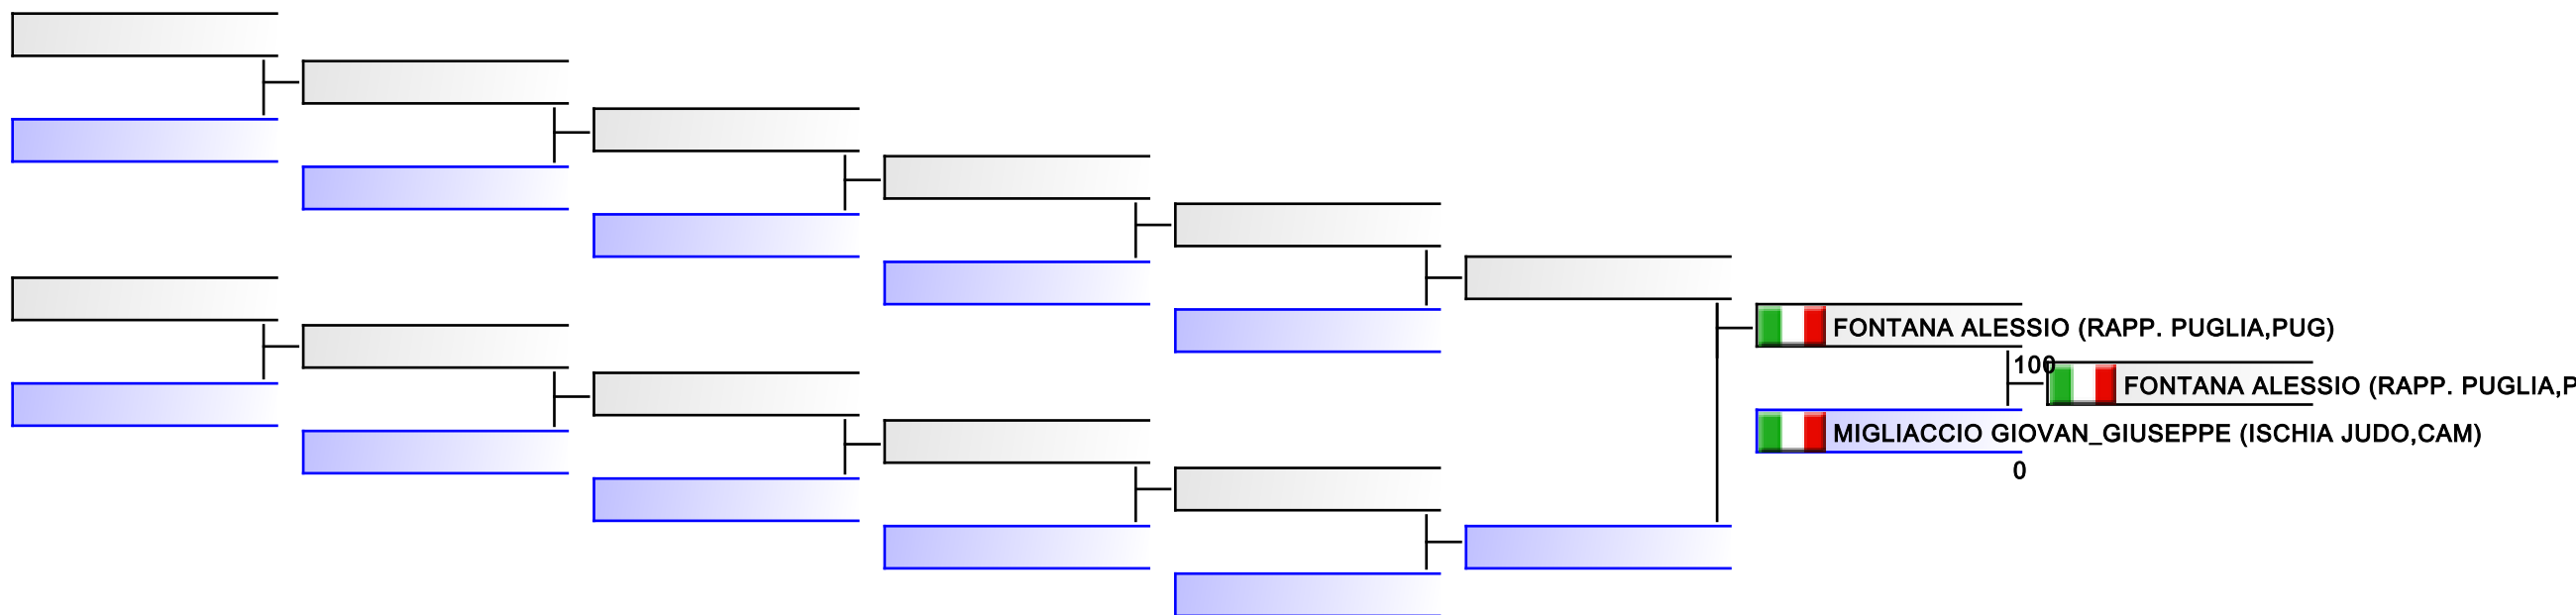 FONTANA ALESSIO (RAPP. PUGLIA,PUG)
100
FONTANA ALESSIO (RAPP. PUGLIA,P
MIGLIACCIO GIOVAN_GIUSEPPE (ISCHIA JUDO,CAM)
0